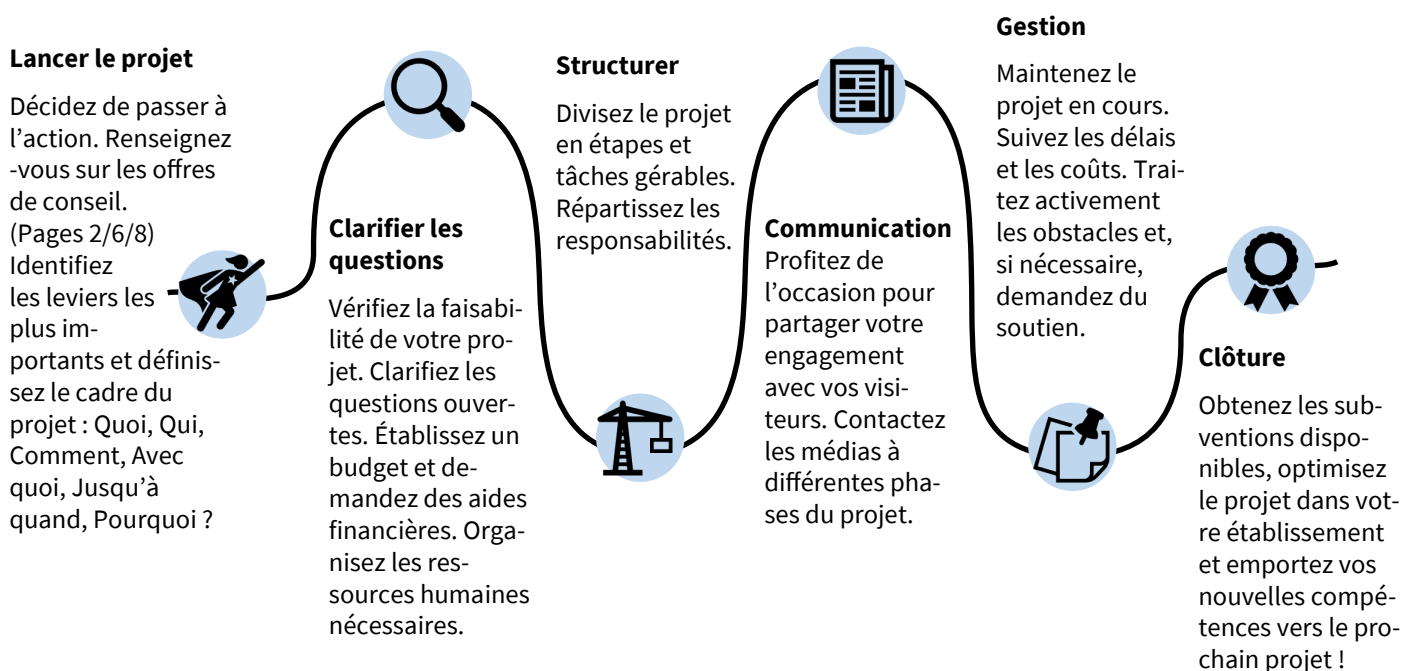 Lancer le projet
Décidez de passer à
l’action. Renseignez
-vous sur les offres
de conseil.
(Pages 2/6/8)
Identifiez
les leviers les
plus im-
portants et définis-
sez le cadre du
projet : Quoi, Qui,
Comment, Avec
quoi, Jusqu’à
quand, Pourquoi ?
Clarifier les
questions
Vérifiez la faisabi-
lité de votre pro-
jet. Clarifiez les
questions ouver-
tes. Établissez un
budget et de-
mandez des aides
financières. Orga-
nisez les res-
sources humaines
nécessaires.
Structurer
Divisez le projet
en étapes et
tâches gérables.
Répartissez les
responsabilités.
Communication
Profitez de
l’occasion pour
partager votre
engagement
avec vos visi-
teurs. Contactez
les médias à
différentes pha-
ses du projet.
Gestion
Maintenez le
projet en cours.
Suivez les délais
et les coûts. Trai-
tez activement
les obstacles et,
si nécessaire,
demandez du
soutien.
Clôture
Obtenez les sub-
ventions dispo-
nibles, optimisez
le projet dans vot-
re établissement
et emportez vos
nouvelles compé-
tences vers le pro-
chain projet !